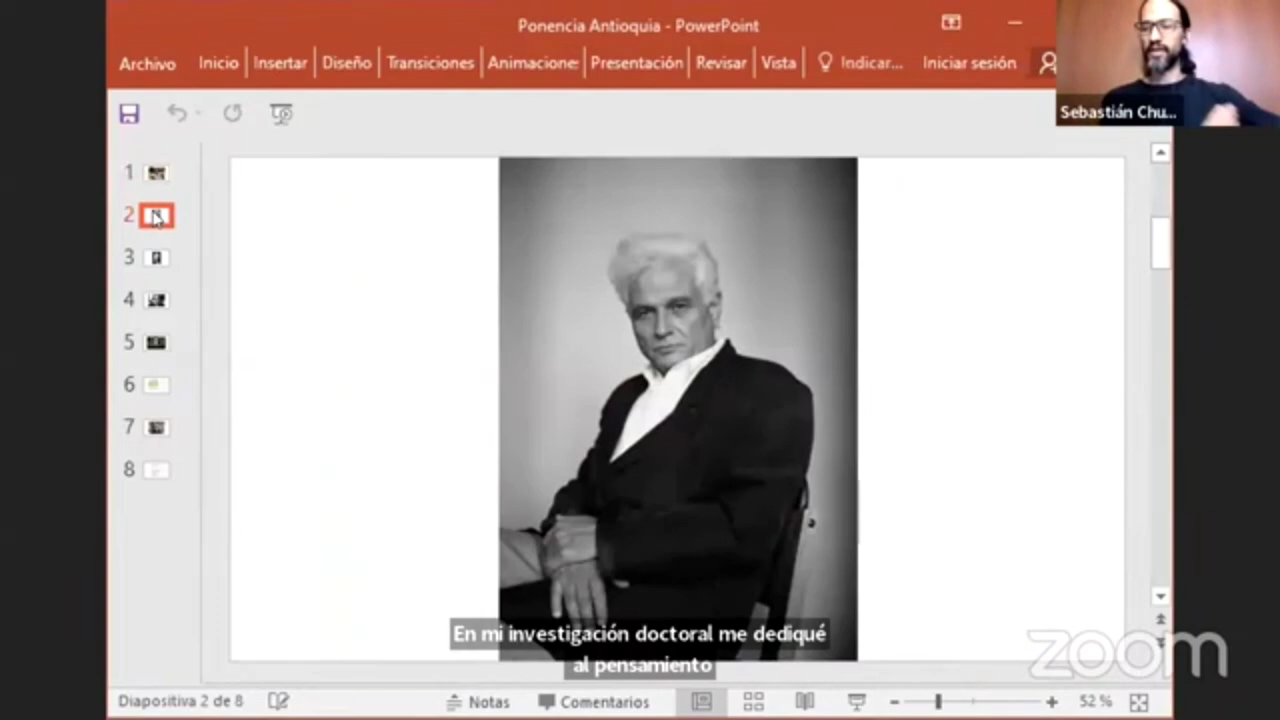 Ponencia Antioquia - PowerPoint
Archivo Inicio Insertar Diseño Transiciones Animacione Presentación Revisar Vista Indicar... Iniciar sesión
Sebastián Chu...
1
2
3
4
5
6
7
8
En mi investigación doctoral me dediqué
al pensamiento
zoom
Diapositiva 2 de 8 Notas Comentarios 52 %